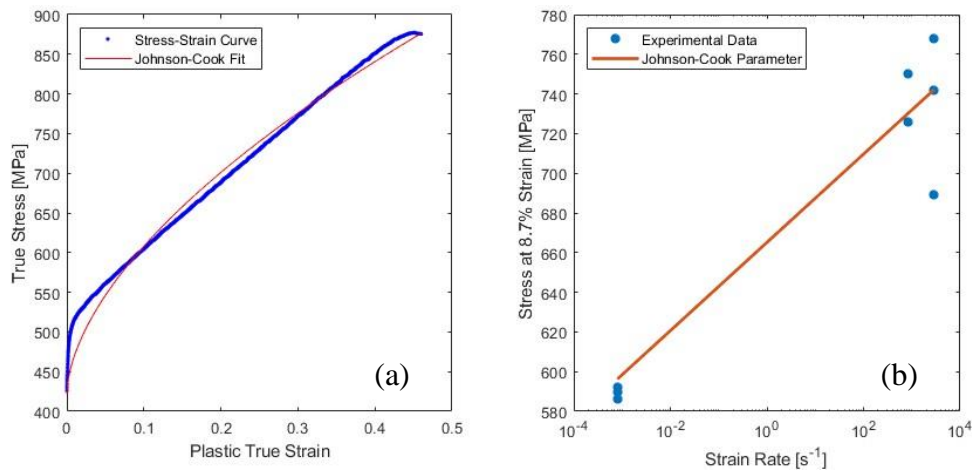 900
850
800
750
700
650
600
550
500
450
400
True Stress [MPa]
Stress-Strain Curve
Johnson-Cook Fit
(a)
0 0.1 0.2 0.3 0.4 0.5
Plastic True Strain
780
760
740
720
700
680
660
640
620
600
580
Stress at 8.7% Strain [MPa]
Experimental Data
Johnson-Cook Parameter
(b)
10^-4 10^-2 10^0 10^2 10^4
Strain Rate [s^-1]